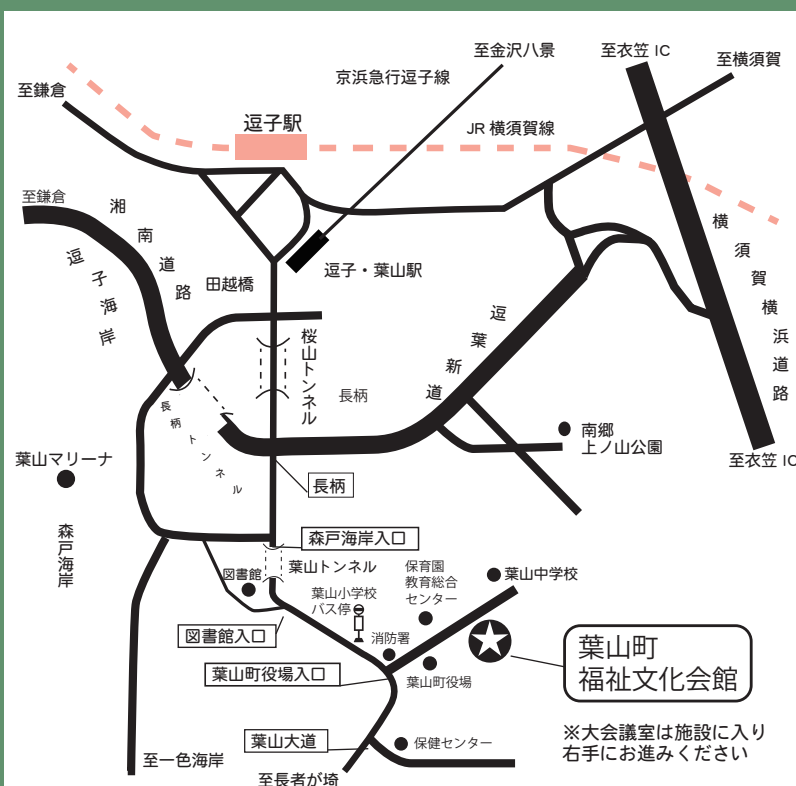 至金沢八景
至衣笠 IC
至横須賀
京浜急行逗子線
至鎌倉
逗子駅
JR 横須賀線
至鎌倉
湘南道路
逗子海岸
田越橋
逗子・葉山駅
横須賀横浜道路
逗葉新道
桜山トンネル
長柄
長柄トンネル
南郷
上ノ山公園
至衣笠 IC
葉山マリーナ
長柄
森戸海岸
森戸海岸入口
葉山トンネル
図書館
保育園
教育総合
センター
葉山中学校
葉山小学校
バス停
図書館入口
消防署
葉山町役場入口
葉山町役場
葉山町
福祉文化会館
葉山大道
保健センター
※大会議室は施設に入り
右手にお進みください
至一色海岸
至長者が埼